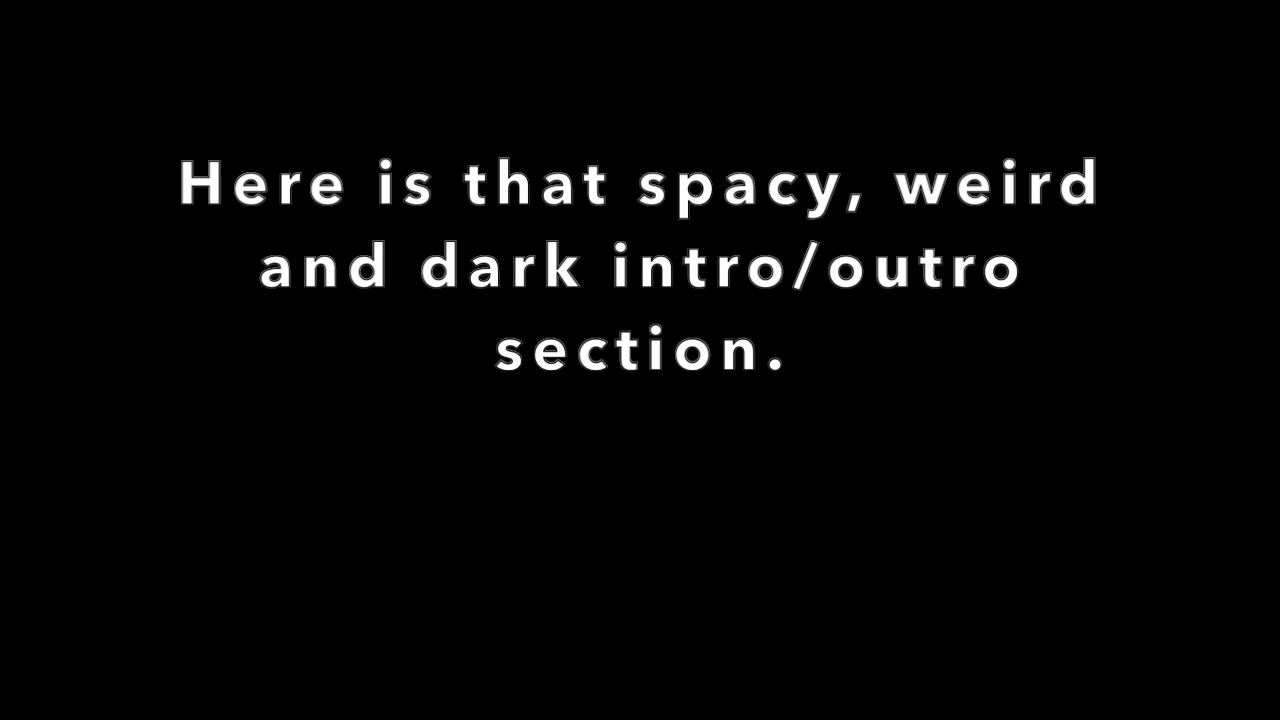 Here is that spacy, weird
and dark intro/outro
section.